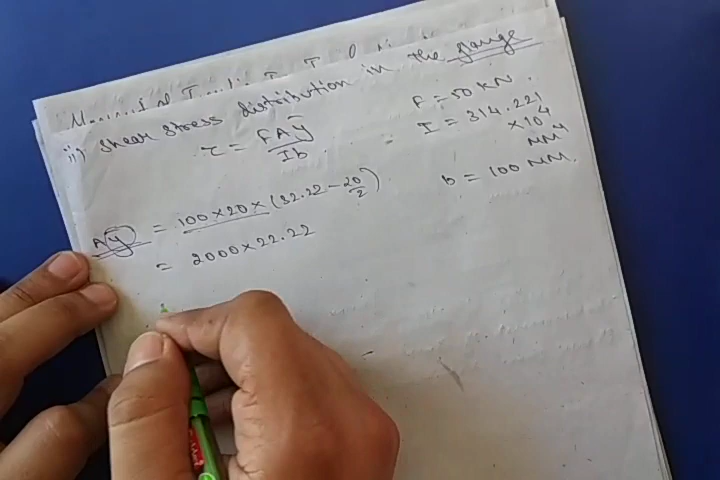 ii) Shear stress distribution in the flange
τ = FAȳ / Ib
F = 50 KN.
I = 314.221 × 10⁴ MM⁴
b = 100 MM.
Aȳ = 100 × 20 × (32.22 − 20/2)
= 2000 × 22.22